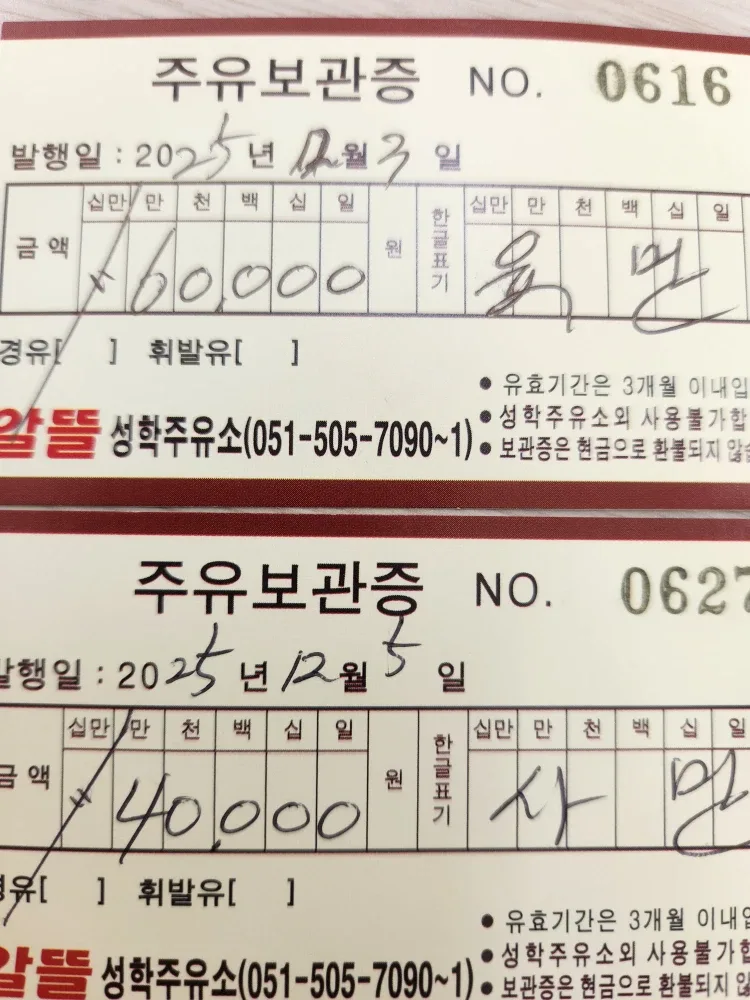 주유보관증 NO. 0616
발행일 : 2025년 12월 3일
십만 만 천 백 십 일 십만 만 천 백 십 일
금액 60,000 원 한글표기 육만
경유[ ] 휘발유[ ]
• 유효기간은 3개월 이내입
알뜰 성학주유소(051-505-7090~1) • 성학주유소외 사용불가합
• 보관증은 현금으로 환불되지 않습
주유보관증 NO. 0627
발행일 : 2025년 12월 5일
십만 만 천 백 십 일 십만 만 천 백 십 일
금액 40,000 원 한글표기 사만
경유[ ] 휘발유[ ]
• 유효기간은 3개월 이내입
• 성학주유소외 사용불가합
알뜰 성학주유소(051-505-7090~1) • 보관증은 현금으로 환불되지 않습